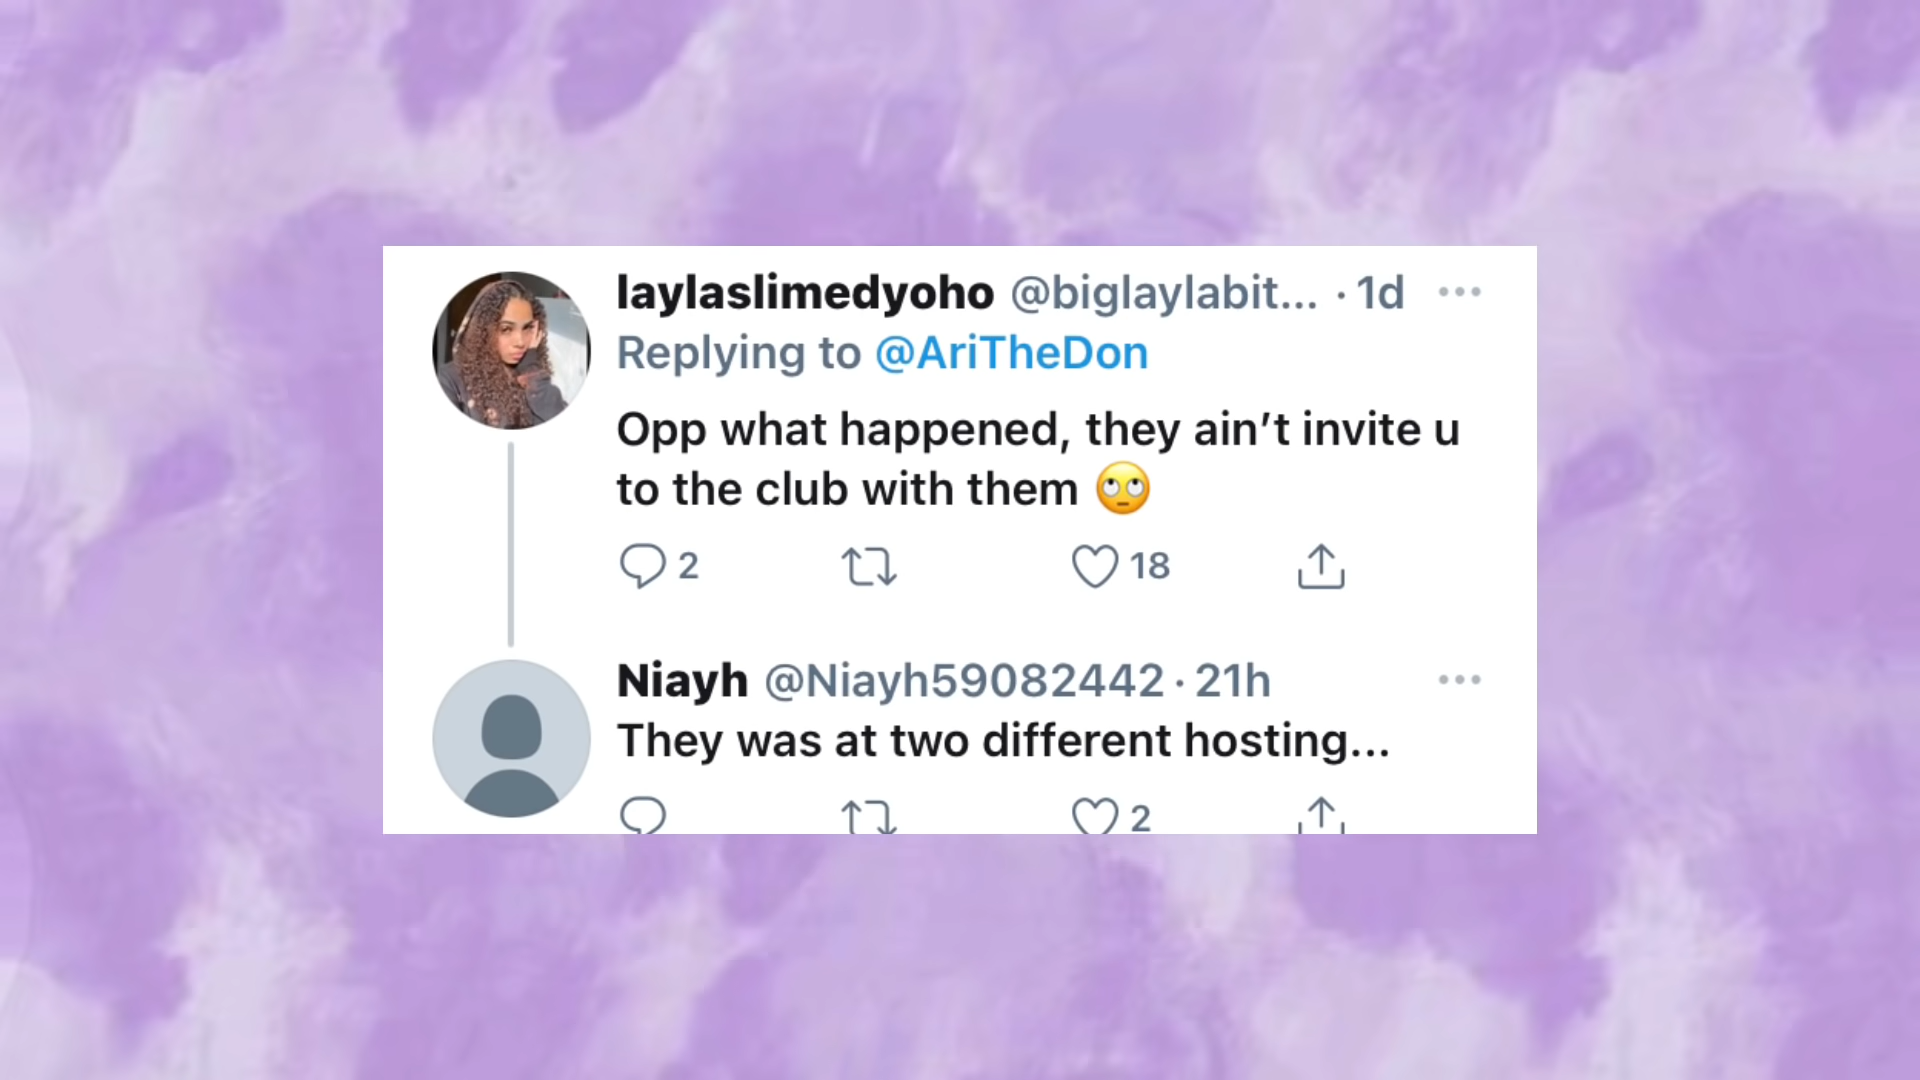 laylaslimedyoho @biglaylabit... · 1d
Replying to @AriTheDon
Opp what happened, they ain’t invite u
to the club with them 🙄
2 18
Niayh @Niayh59082442 · 21h
They was at two different hosting...
2